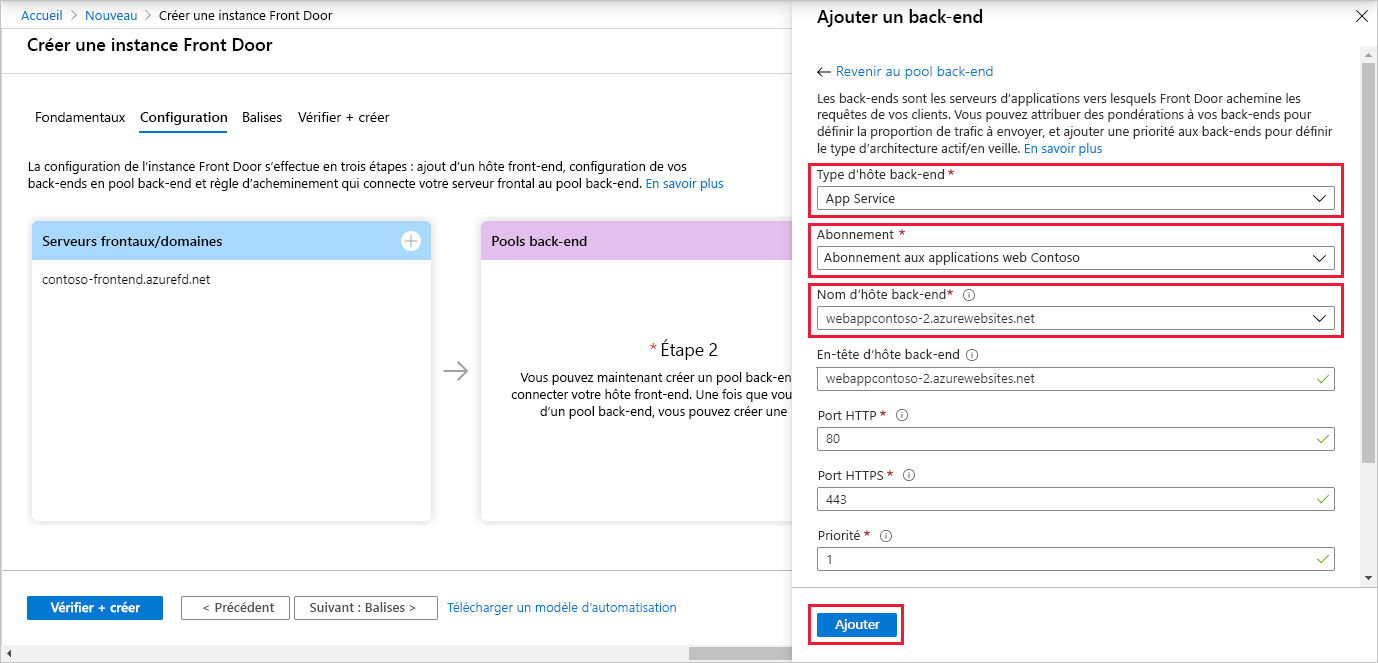 Accueil > Nouveau > Créer une instance Front Door
Créer une instance Front Door
Fondamentaux Configuration Balises Vérifier + créer
La configuration de l'instance Front Door s'effectue en trois étapes : ajout d'un hôte front-end, configuration de vos
back-ends en pool back-end et règle d'acheminement qui connecte votre serveur frontal au pool back-end. En savoir plus
Serveurs frontaux/domaines
contoso-frontend.azurefd.net
Pools back-end
* Étape 2
Vous pouvez maintenant créer un pool back-en
connecter votre hôte front-end. Une fois que vou
d'un pool back-end, vous pouvez créer une
Vérifier + créer
< Précédent
Suivant : Balises >
Télécharger un modèle d'automatisation
Ajouter un back-end
← Revenir au pool back-end
Les back-ends sont les serveurs d'applications vers lesquels Front Door achemine les
requêtes de vos clients. Vous pouvez attribuer des pondérations à vos back-ends pour
définir la proportion de trafic à envoyer, et ajouter une priorité aux back-ends pour définir
le type d'architecture actif/en veille. En savoir plus
Type d'hôte back-end *
App Service
Abonnement *
Abonnement aux applications web Contoso
Nom d'hôte back-end*
webappcontoso-2.azurewebsites.net
En-tête d'hôte back-end
webappcontoso-2.azurewebsites.net
Port HTTP *
80
Port HTTPS *
443
Priorité *
1
Ajouter